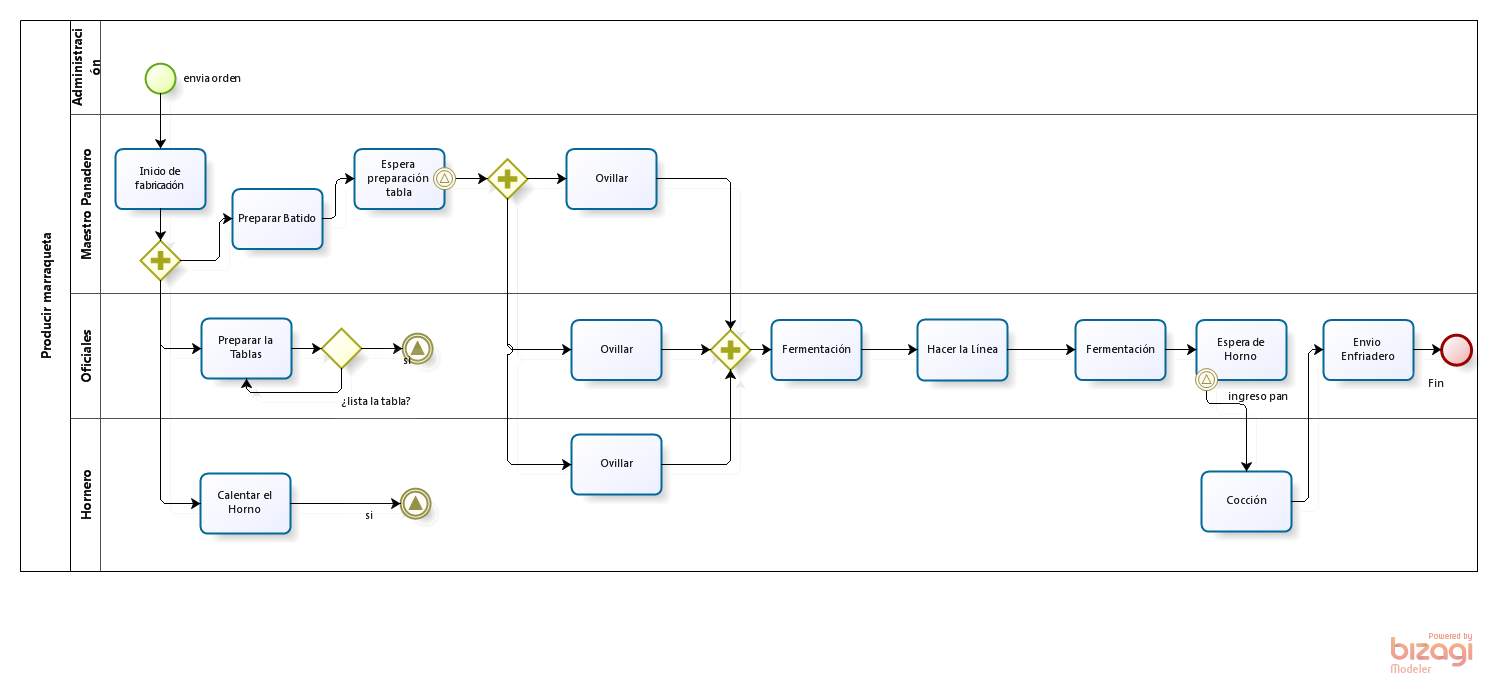 Producir marraqueta
Administraci
ón
envia orden
Maestro Panadero
Inicio de
fabricación
Preparar Batido
Espera
preparación
tabla
Ovillar
Oficiales
Preparar la
Tablas
¿lista la tabla?
si
Ovillar
Fermentación
Hacer la Línea
Fermentación
Espera de
Horno
ingreso pan
Envio
Enfriadero
Fin
Hornero
Calentar el
Horno
si
Ovillar
Cocción
Powered by
bizagi
Modeler